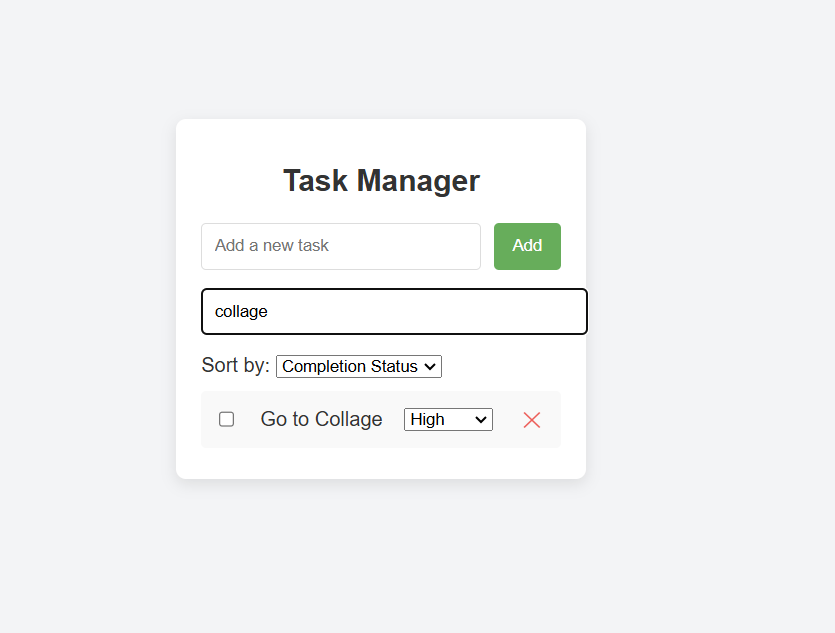 Task Manager
Add a new task Add
collage
Sort by: Completion Status
Go to Collage High